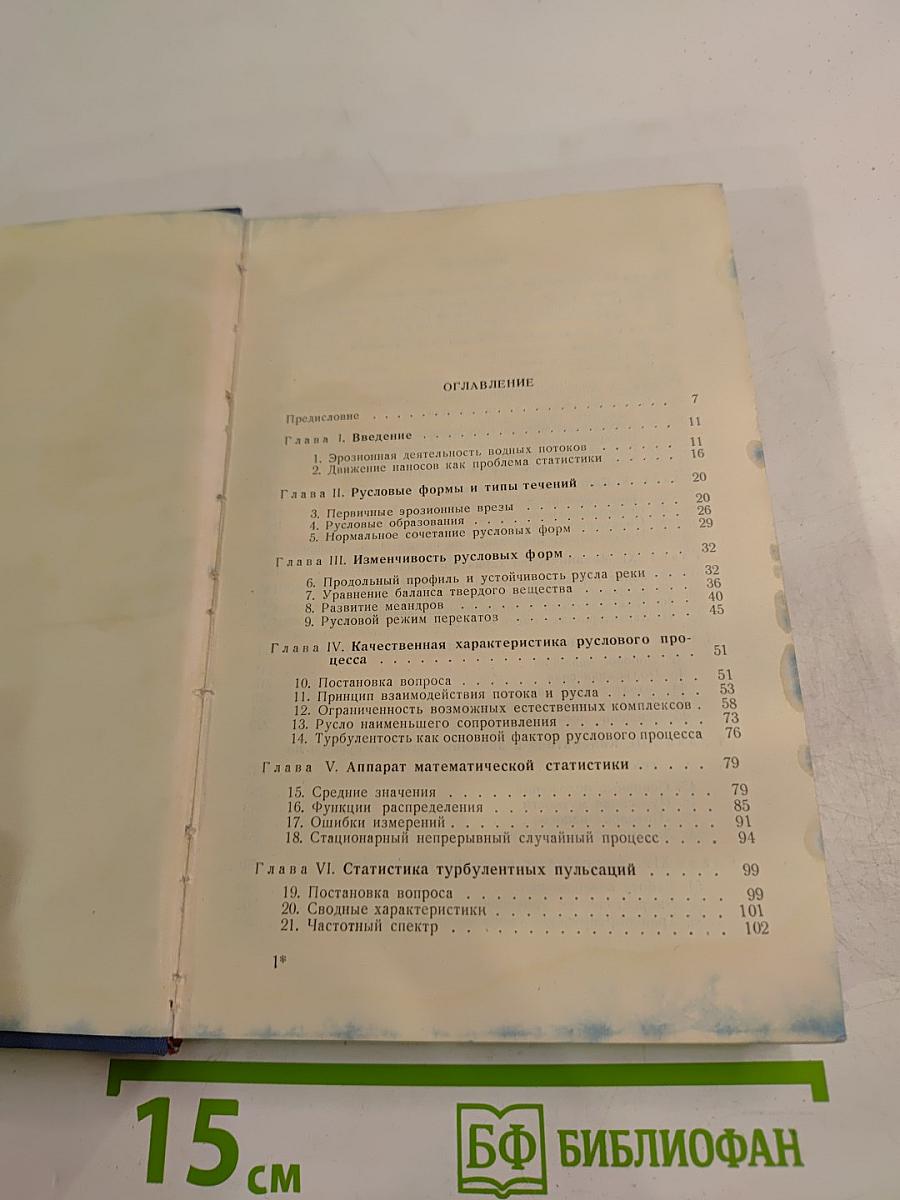 ОГЛАВЛЕНИЕ
Предисловие . . . . . . . . . . . . . . . . . . . . 7
Глава I. Введение . . . . . . . . . . . . . . . . . 11
1. Эрозионная деятельность водных потоков . . . . . . 11
2. Движение наносов как проблема статистики . . . . . 16
Глава II. Русловые формы и типы течений . . . . . . . 20
3. Первичные эрозионные врезы . . . . . . . . . . . 20
4. Русловые образования . . . . . . . . . . . . . . 26
5. Нормальное сочетание русловых форм . . . . . . . . 29
Глава III. Изменчивость русловых форм . . . . . . . . . 32
6. Продольный профиль и устойчивость русла реки . . . 32
7. Уравнение баланса твердого вещества . . . . . . . 36
8. Развитие меандров . . . . . . . . . . . . . . . 40
9. Русловой режим перекатов . . . . . . . . . . . . 45
Глава IV. Качественная характеристика руслового про-
цесса . . . . . . . . . . . . . . . . . . . . 51
10. Постановка вопроса . . . . . . . . . . . . . . . 51
11. Принцип взаимодействия потока и русла . . . . . . . 53
12. Ограниченность возможных естественных комплексов . 58
13. Русло наименьшего сопротивления . . . . . . . . . . 73
14. Турбулентость как основной фактор руслового процесса 76
Глава V. Аппарат математической статистики . . . . . 79
15. Средние значения . . . . . . . . . . . . . . . . . 79
16. Функции распределения . . . . . . . . . . . . . . 85
17. Ошибки измерений . . . . . . . . . . . . . . . . . 91
18. Стационарный непрерывный случайный процесс . . . . 94
Глава VI. Статистика турбулентных пульсаций . . . . . 99
19. Постановка вопроса . . . . . . . . . . . . . . . . 99
20. Сводные характеристики . . . . . . . . . . . . . 101
21. Частотный спектр . . . . . . . . . . . . . . . . 102
1*
15 см
БФ БИБЛИОФАН